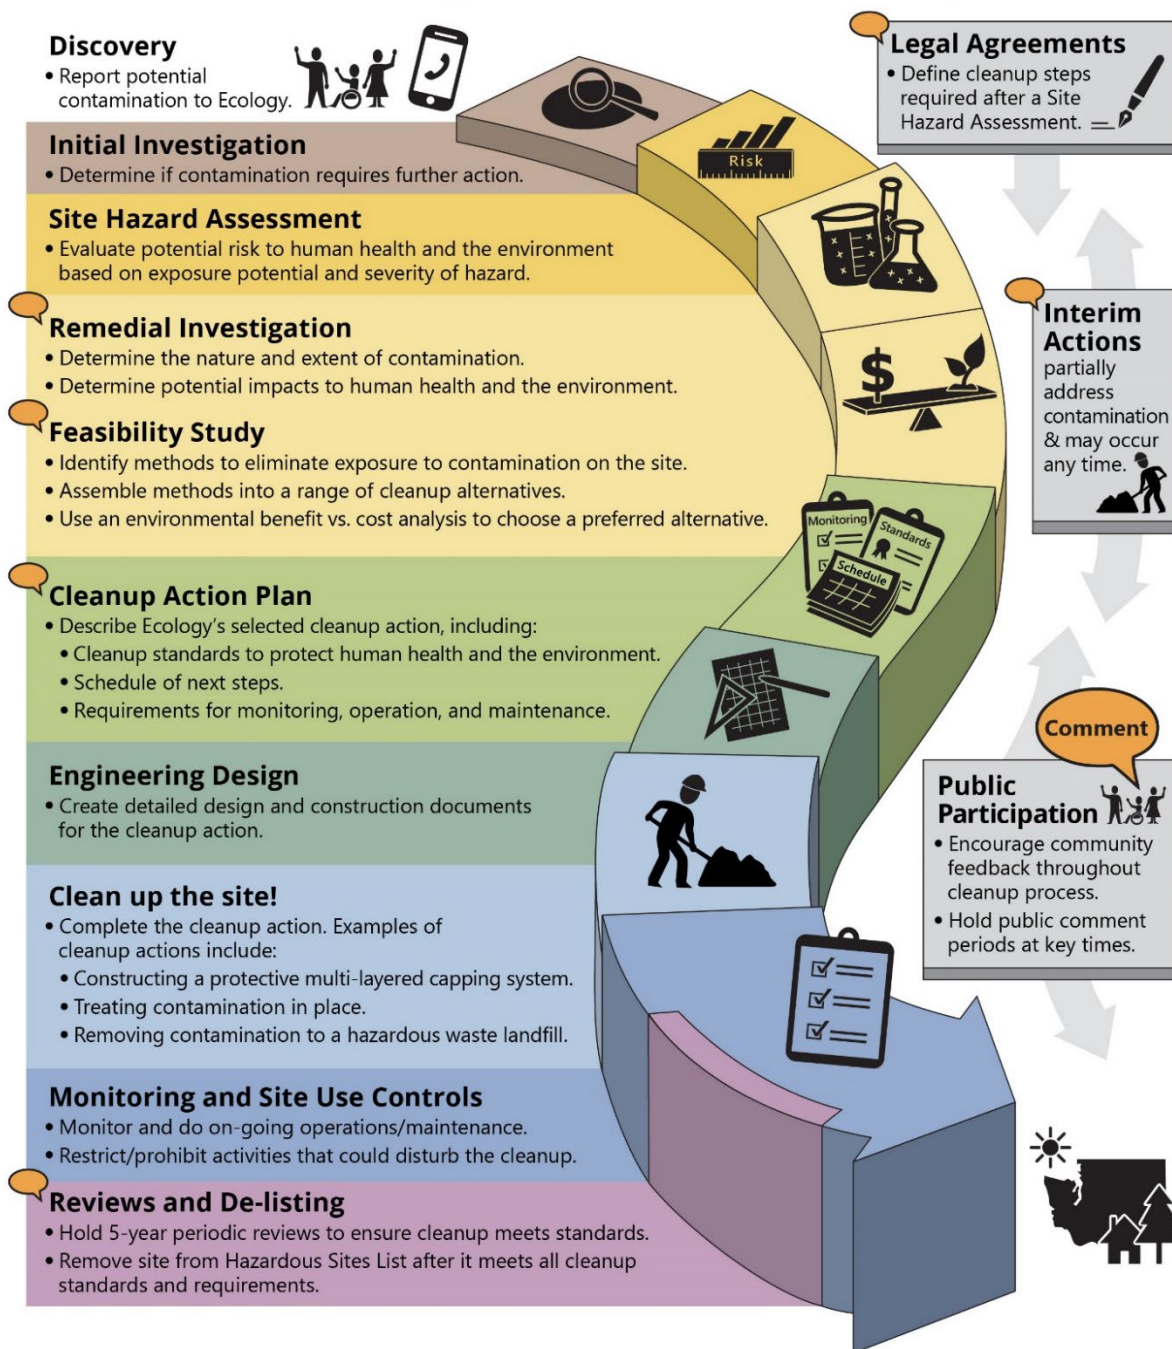 Discovery
• Report potential
contamination to Ecology.
Initial Investigation
• Determine if contamination requires further action.
Site Hazard Assessment
• Evaluate potential risk to human health and the environment
based on exposure potential and severity of hazard.
Remedial Investigation
• Determine the nature and extent of contamination.
• Determine potential impacts to human health and the environment.
Feasibility Study
• Identify methods to eliminate exposure to contamination on the site.
• Assemble methods into a range of cleanup alternatives.
• Use an environmental benefit vs. cost analysis to choose a preferred alternative.
Cleanup Action Plan
• Describe Ecology's selected cleanup action, including:
• Cleanup standards to protect human health and the environment.
• Schedule of next steps.
• Requirements for monitoring, operation, and maintenance.
Engineering Design
• Create detailed design and construction documents
for the cleanup action.
Clean up the site!
• Complete the cleanup action. Examples of
cleanup actions include:
• Constructing a protective multi-layered capping system.
• Treating contamination in place.
• Removing contamination to a hazardous waste landfill.
Monitoring and Site Use Controls
• Monitor and do on-going operations/maintenance.
• Restrict/prohibit activities that could disturb the cleanup.
Reviews and De-listing
• Hold 5-year periodic reviews to ensure cleanup meets standards.
• Remove site from Hazardous Sites List after it meets all cleanup
standards and requirements.
Risk
$
Monitoring
Standards
Schedule
Legal Agreements
• Define cleanup steps
required after a Site
Hazard Assessment.
Interim
Actions
partially
address
contamination
& may occur
any time.
Comment
Public
Participation
• Encourage community
feedback throughout
cleanup process.
• Hold public comment
periods at key times.